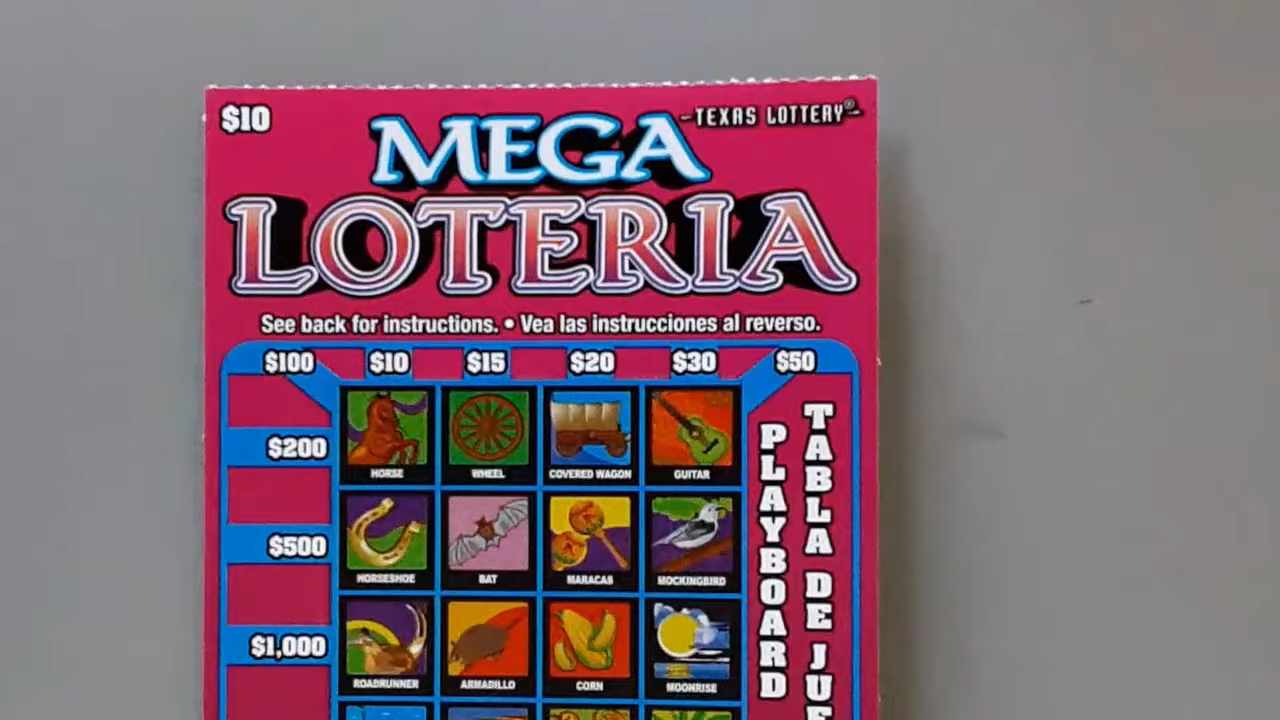 $10
TEXAS LOTTERY®
MEGA
LOTERIA
See back for instructions. • Vea las instrucciones al reverso.
$100 $10 $15 $20 $30 $50
HORSE WHEEL COVERED WAGON GUITAR
$200
HORSESHOE BAT MARACAS MOCKINGBIRD
$500
ROADRUNNER ARMADILLO CORN MOONRISE
$1,000
PLAYBOARD
TABLA DE JUE